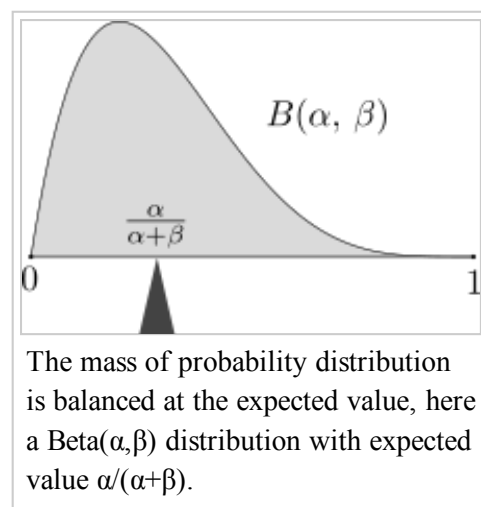 B(α, β)
α
α+β
0 1
The mass of probability distribution
is balanced at the expected value, here
a Beta(α,β) distribution with expected
value α/(α+β).